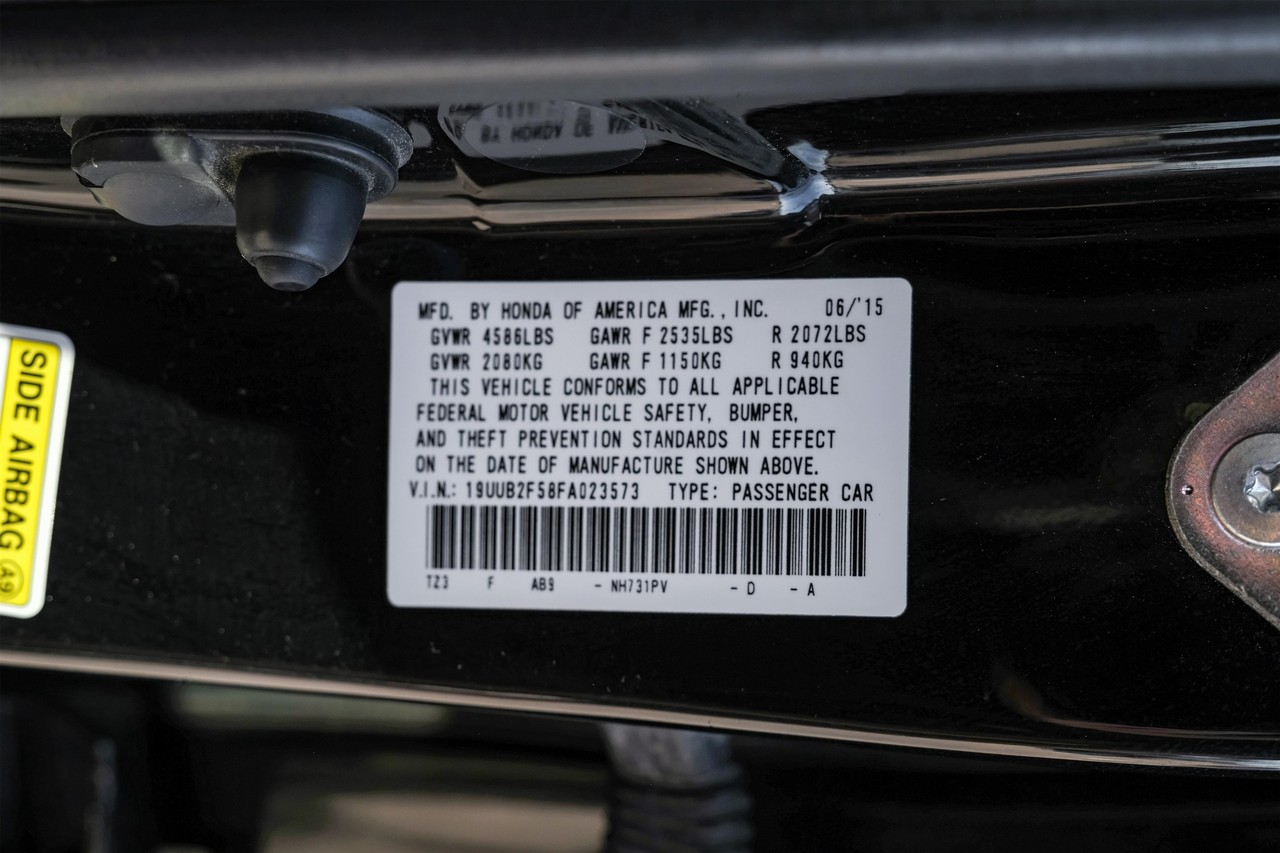 MFD. BY HONDA OF AMERICA MFG., INC. 06/'15
GVWR 4586LBS GAWR F 2535LBS R 2072LBS
GVWR 2080KG GAWR F 1150KG R 940KG
THIS VEHICLE CONFORMS TO ALL APPLICABLE
FEDERAL MOTOR VEHICLE SAFETY, BUMPER,
AND THEFT PREVENTION STANDARDS IN EFFECT
ON THE DATE OF MANUFACTURE SHOWN ABOVE.
V.I.N.: 19UUB2F58FA023573 TYPE: PASSENGER CAR
TZ3 F AB9 - NH731PV - D - A
SIDE AIRBAG A9